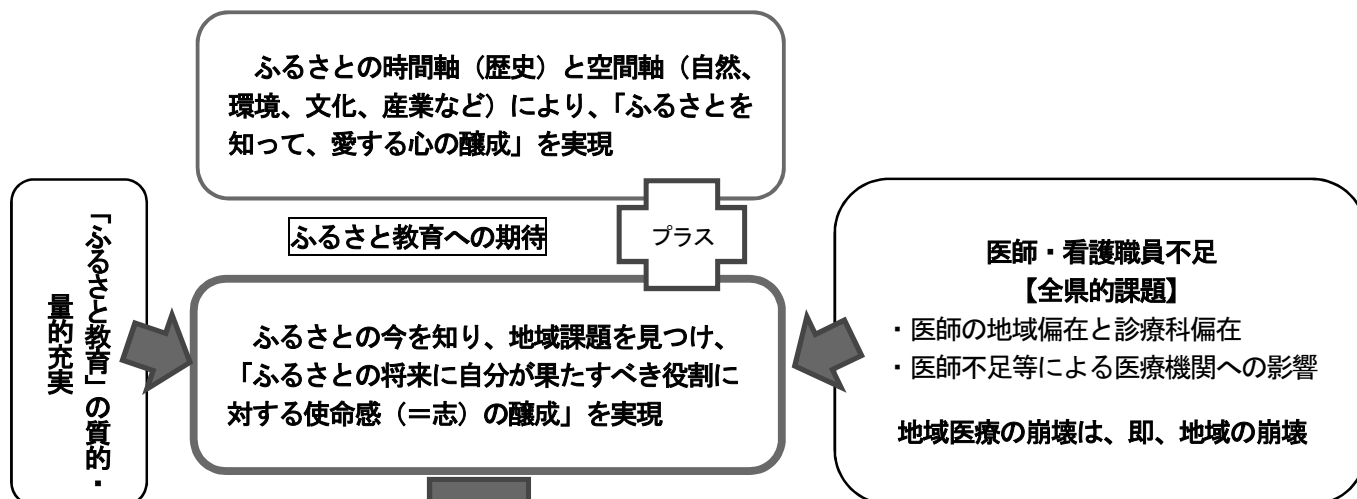 ふるさとの時間軸（歴史）と空間軸（自然、
環境、文化、産業など）により、「ふるさとを
知って、愛する心の醸成」を実現
ふるさと教育への期待
プラス
「ふるさと教育」の質的・
量的充実
ふるさとの今を知り、地域課題を見つけ、
「ふるさとの将来に自分が果たすべき役割に
対する使命感（＝志）の醸成」を実現
医師・看護職員不足
【全県的課題】
・医師の地域偏在と診療科偏在
・医師不足等による医療機関への影響
地域医療の崩壊は、即、地域の崩壊